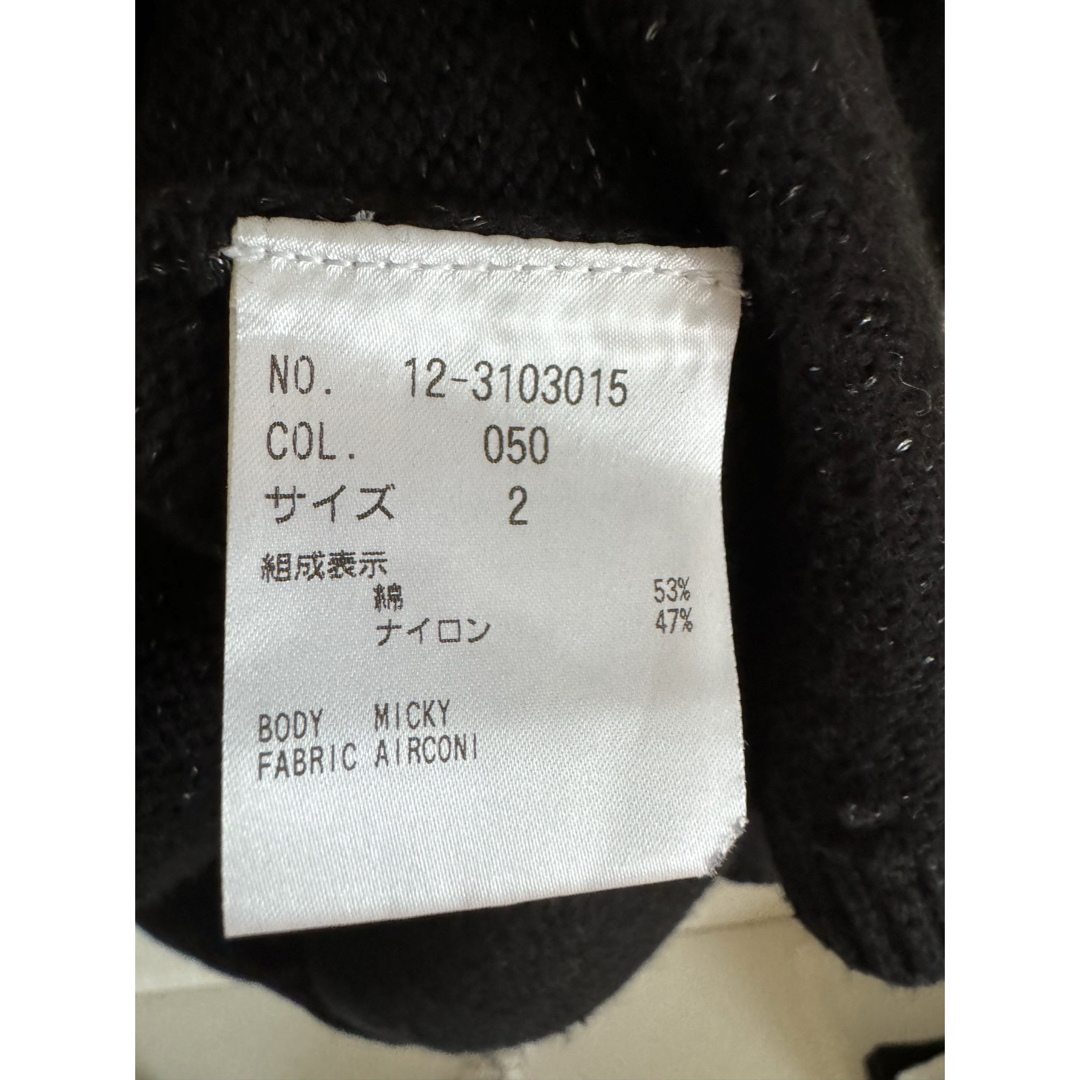 NO. 12-3103015
COL. 050
サイズ 2
組成表示
綿 53%
ナイロン 47%
BODY MICKY
FABRIC AIRCONI